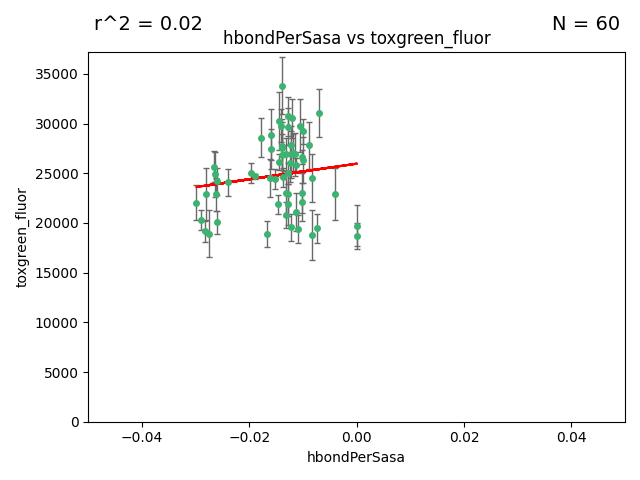 r^2 = 0.02
N = 60
hbondPerSasa vs toxgreen_fluor
35000
30000
25000
20000
15000
10000
5000
0
toxgreen_fluor
−0.04
−0.02
0.00
0.02
0.04
hbondPerSasa